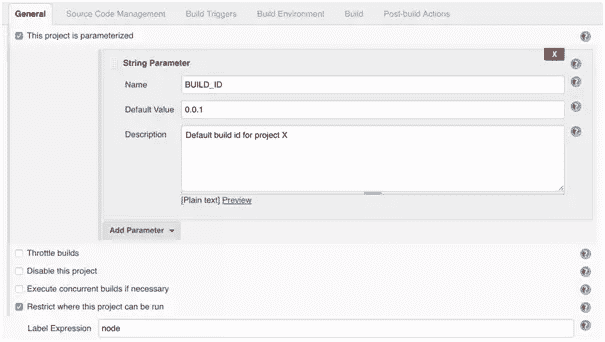 General Source Code Management Build Triggers Build Environment Build Post-build Actions
This project is parameterized
X
String Parameter
Name BUILD_ID
Default Value 0.0.1
Description Default build id for project X
[Plain text] Preview
Add Parameter
Throttle builds
Disable this project
Execute concurrent builds if necessary
Restrict where this project can be run
Label Expression node